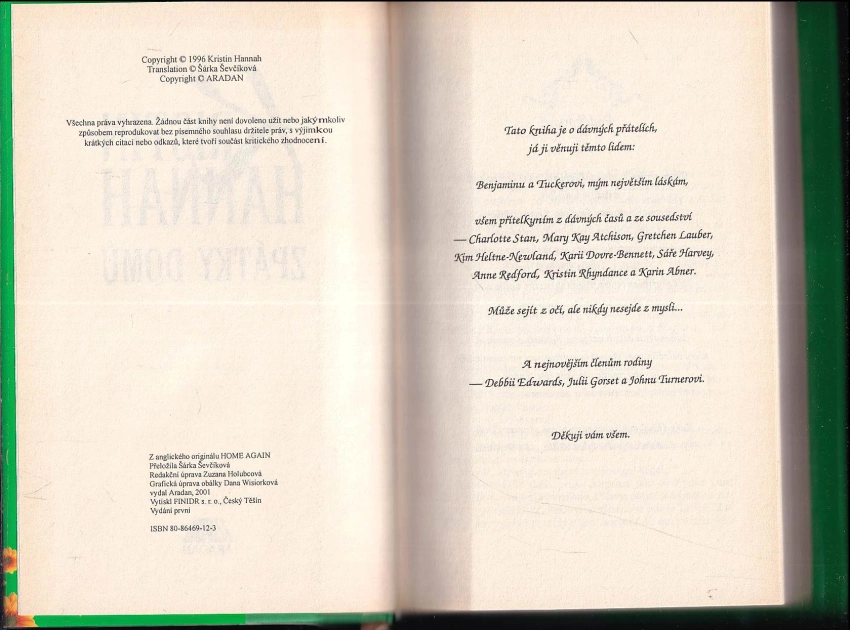 Copyright © 1996 Kristin Hannah
Translation © Šárka Ševčíková
Copyright © ARADAN
Všechna práva vyhrazena. Žádnou část knihy není dovoleno užít nebo jakýmkoliv
způsobem reprodukovat bez písemného souhlasu držitele práv, s výjimkou
krátkých citací nebo odkazů, které tvoří součást kritického zhodnocení.
Z anglického originálu HOME AGAIN
Přeložila Šárka Ševčíková
Redakční úprava Zuzana Holubcová
Grafická úprava obálky Dana Wisiorková
vydal Aradan, 2001
Vytiskl FINIDR s. r. o., Český Těšín
Vydání první
ISBN 80-86469-12-3
Tato kniha je o dávných přátelích,
já ji věnuji těmto lidem:
Benjaminu a Tuckerovi, mým největším láskám,
všem přítelkyním z dávných časů a ze sousedství
— Charlotte Stan, Mary Kay Atchison, Gretchen Lauber,
Kim Heltne-Newland, Karii Dovre-Bennett, Sáře Harvey,
Anne Redford, Kristin Rhyndance a Karin Abner.
Může sejít z očí, ale nikdy nesejde z mysli...
A nejnovějším členům rodiny
— Debbii Edwards, Julii Gorset a Johnu Turnerovi.
Děkuji vám všem.